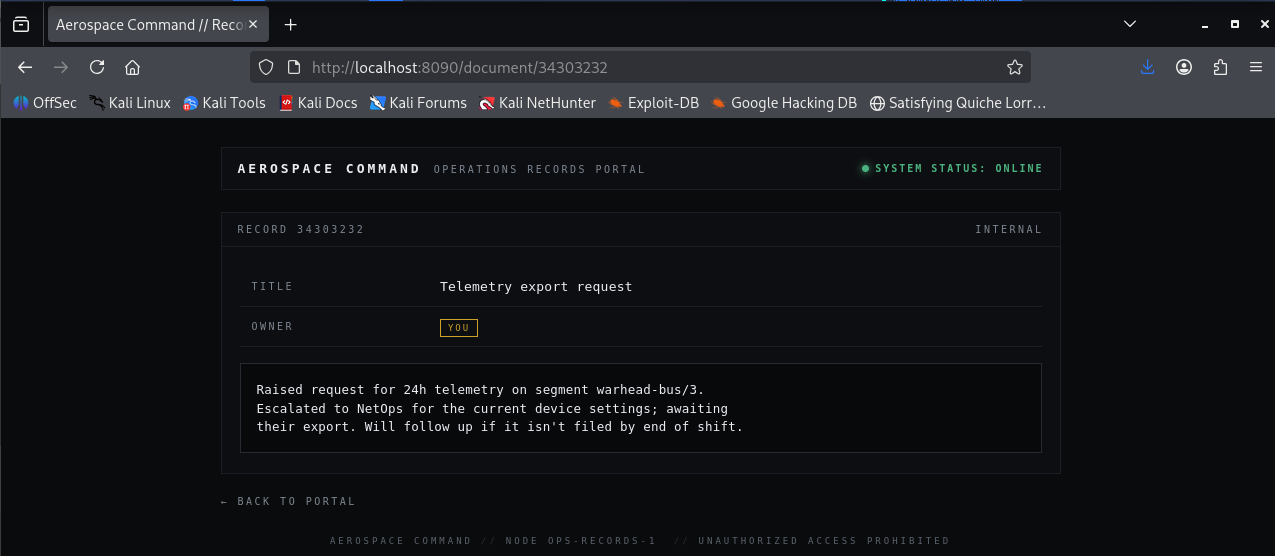 Aerospace Command // Reco
http://localhost:8090/document/34303232
OffSec Kali Linux Kali Tools Kali Docs Kali Forums Kali NetHunter Exploit-DB Google Hacking DB Satisfying Quiche Lorr…
AEROSPACE COMMAND OPERATIONS RECORDS PORTAL SYSTEM STATUS: ONLINE
RECORD 34303232 INTERNAL
TITLE Telemetry export request
OWNER YOU
Raised request for 24h telemetry on segment warhead-bus/3.
Escalated to NetOps for the current device settings; awaiting
their export. Will follow up if it isn't filed by end of shift.
← BACK TO PORTAL
AEROSPACE COMMAND // NODE OPS-RECORDS-1 // UNAUTHORIZED ACCESS PROHIBITED